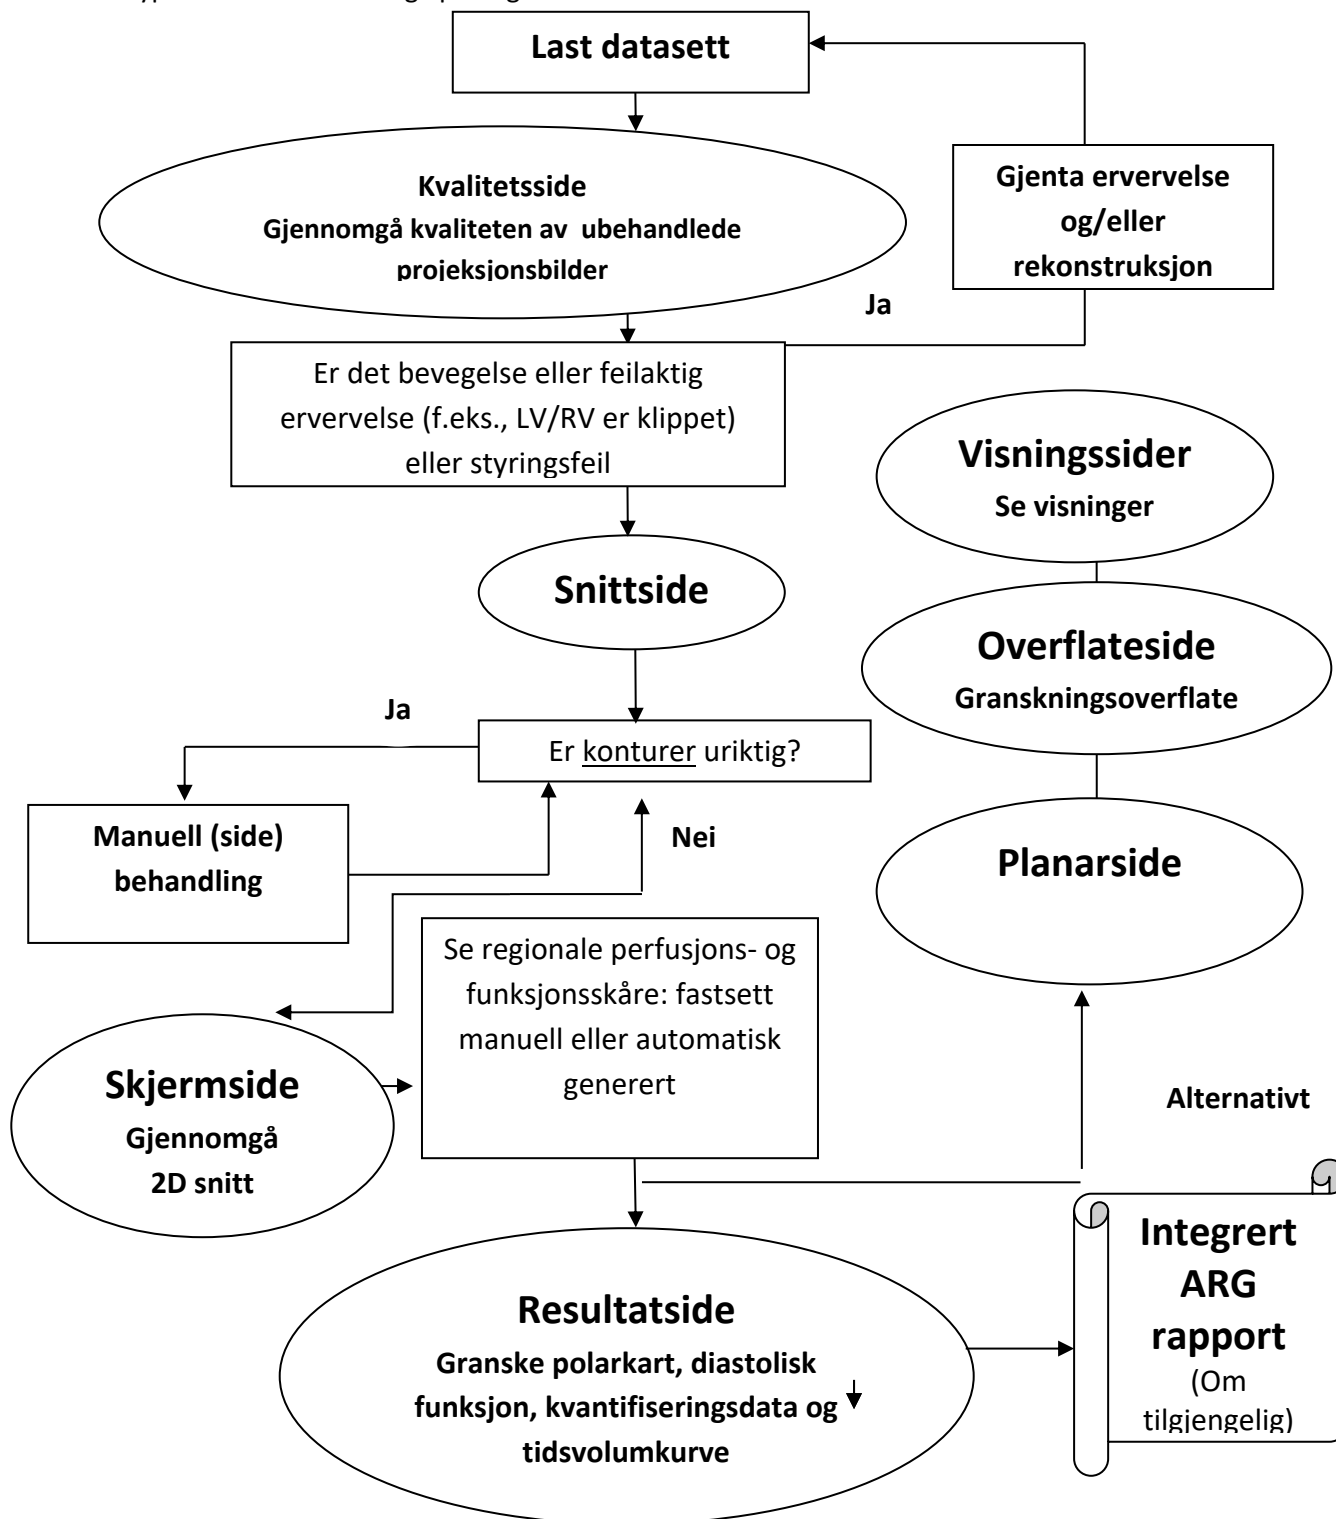 Last datasett
Kvalitetsside
Gjennomgå kvaliteten av ubehandlede
projeksjonsbilder
Gjenta ervervelse
og/eller
rekonstruksjon
Ja
Er det bevegelse eller feilaktig
ervervelse (f.eks., LV/RV er klippet)
eller styringsfeil
Visningssider
Se visninger
Snittside
Overflateside
Granskningsoverflate
Ja
Er konturer uriktig?
Manuell (side)
behandling
Nei
Planarside
Se regionale perfusjons- og
funksjonsskåre: fastsett
manuell eller automatisk
generert
Skjermside
Gjennomgå
2D snitt
Alternativt
Integrert
ARG
rapport
(Om
tilgjengelig)
Resultatside
Granske polarkart, diastolisk
funksjon, kvantifiseringsdata og
tidsvolumkurve